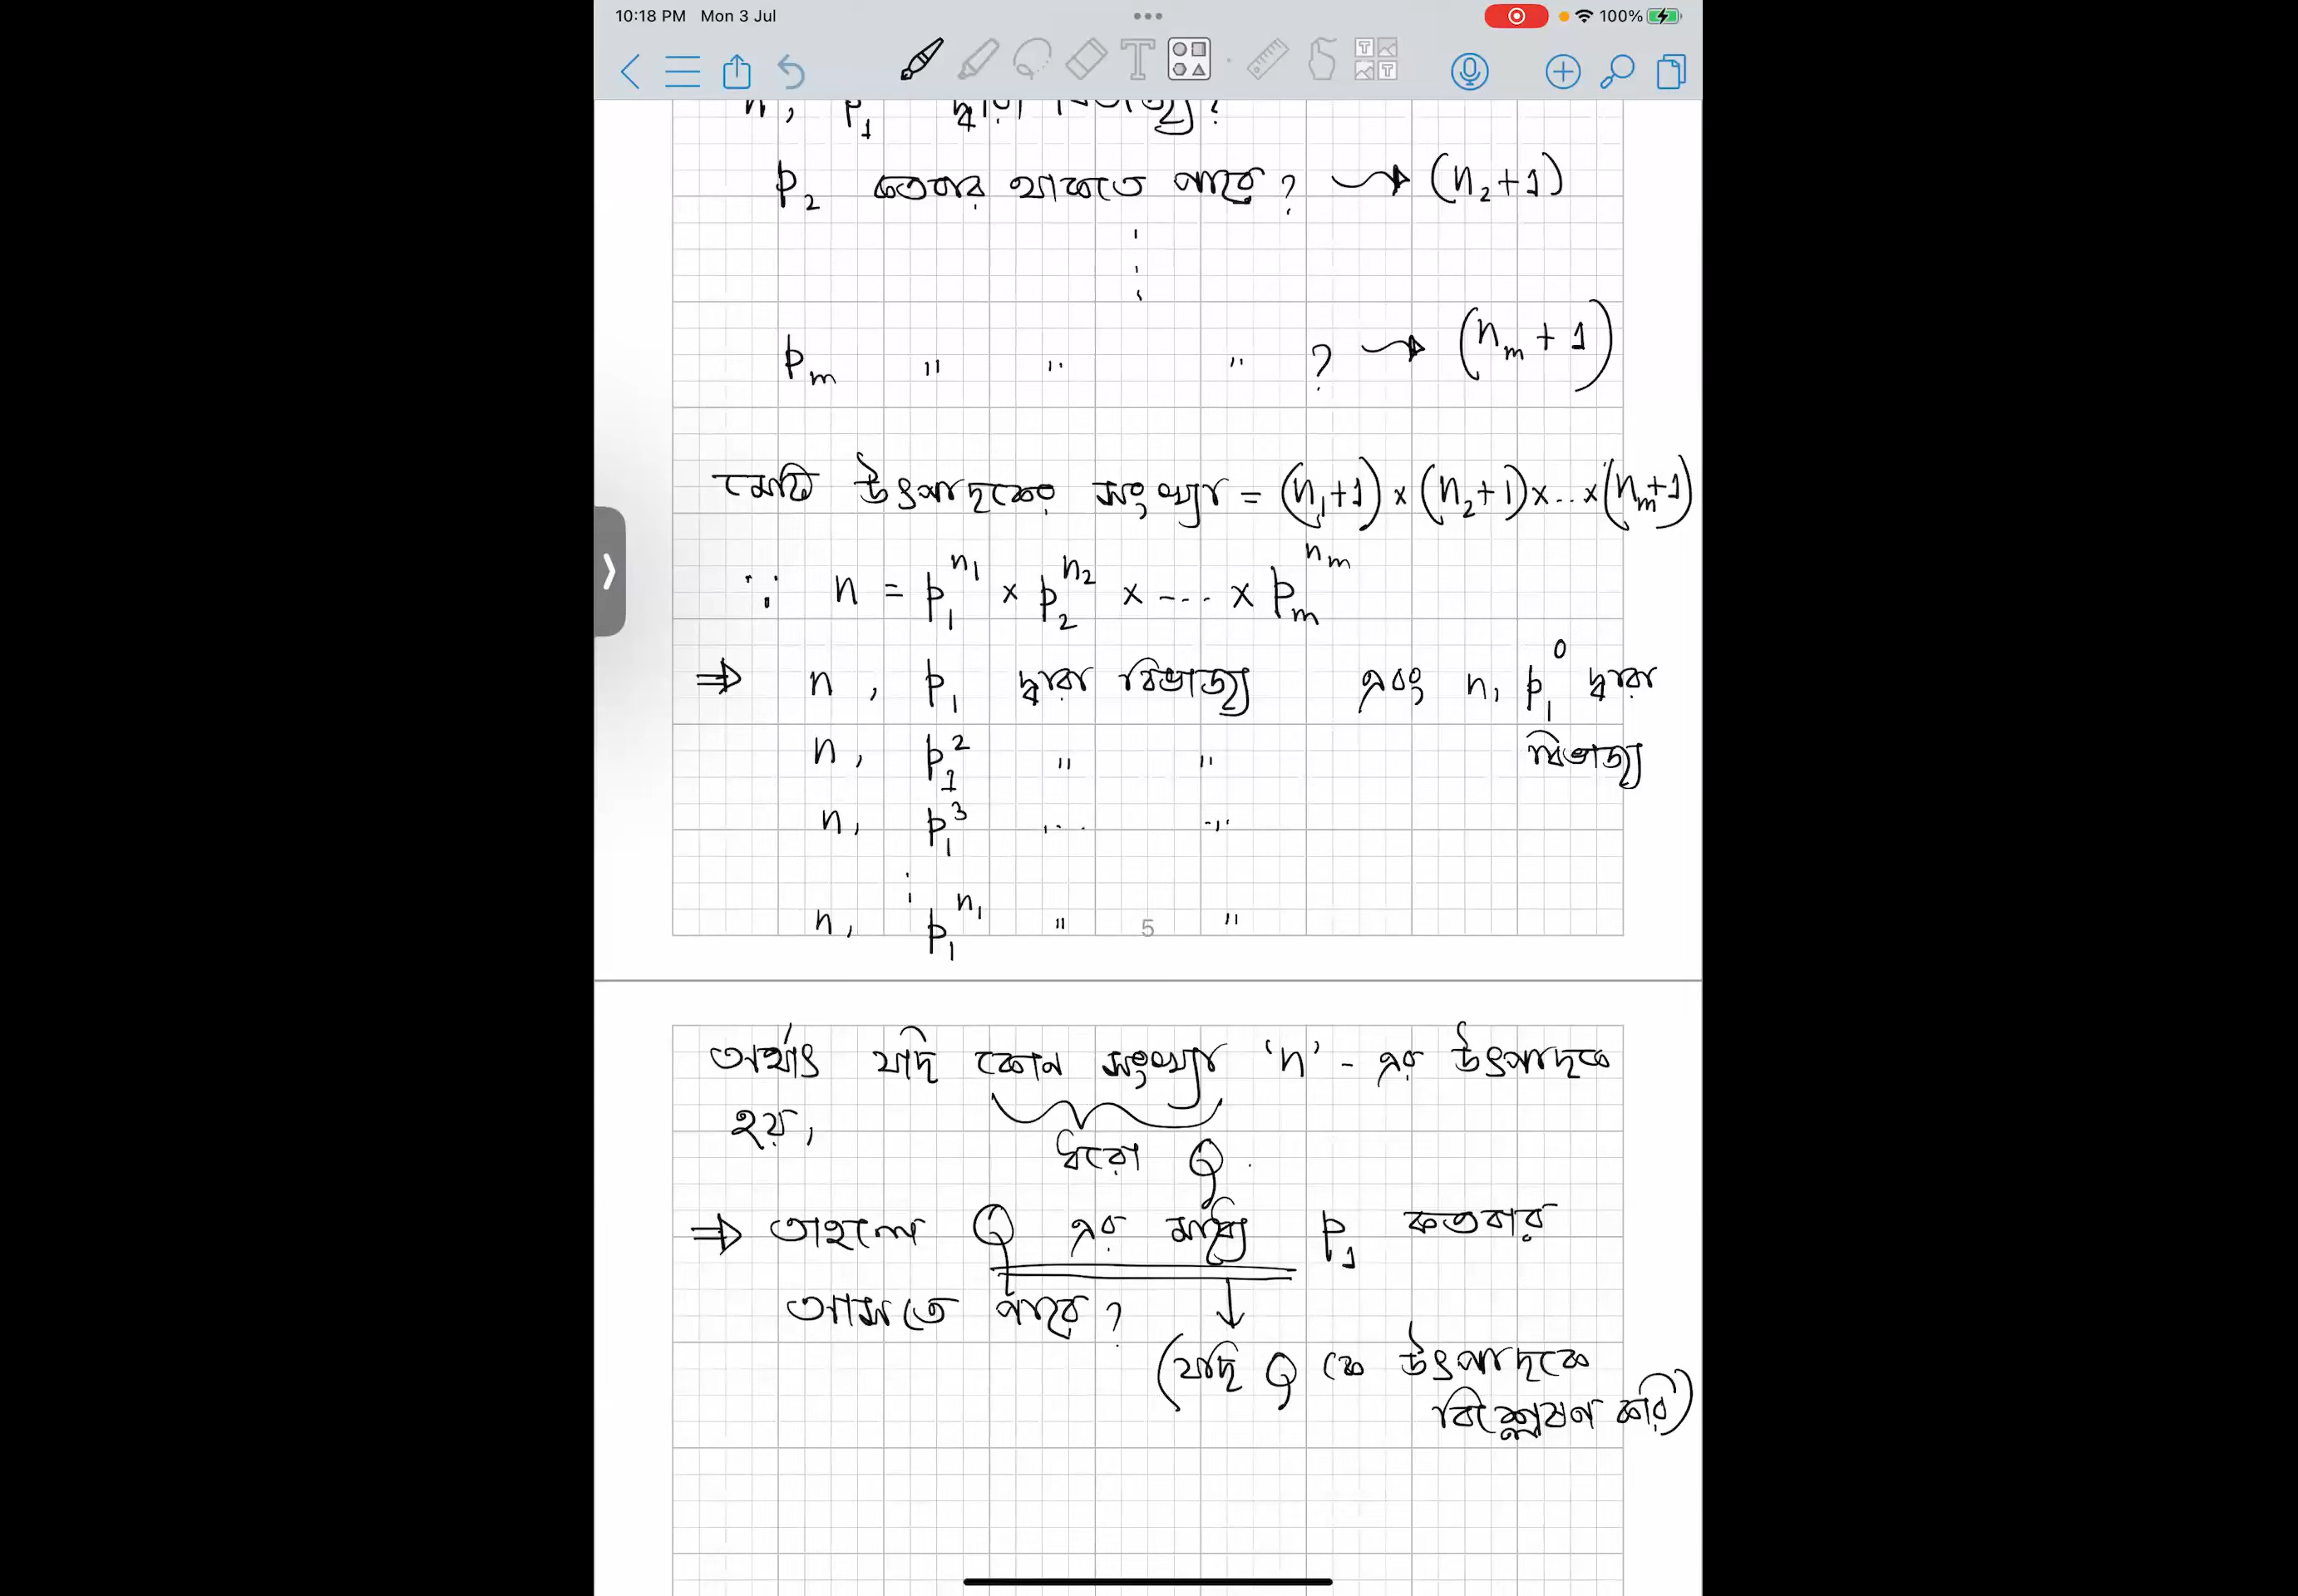 10:18 PM Mon 3 Jul
100%
n, p₁ দ্বারা বিভাজ্য?
p₂ কতবার থাকতে পারে? ⇝ (n₂+1)
⋮
pₘ " " " ? ⇝ (nₘ+1)
মোট উৎপাদকের সংখ্যা = (n₁+1) × (n₂+1) × .. × (nₘ+1)
∵ n = p₁^n₁ × p₂^n₂ × --- × pₘ^nₘ
⇒ n, p₁ দ্বারা বিভাজ্য এবং n, p₁⁰ দ্বারা
বিভাজ্য
n, p₁² " "
n, p₁³ " "
⋮
n, p₁^n₁ " "
5
অর্থাৎ যদি কোন সংখ্যা 'n' - এর উৎপাদক
হয়,
ধরো Q
⇒ তাহলে Q এর মধ্যে p₁ কতবার
আসতে পারে?
↓
(যদি Q কে উৎপাদকে
বিশ্লেষণ করি)